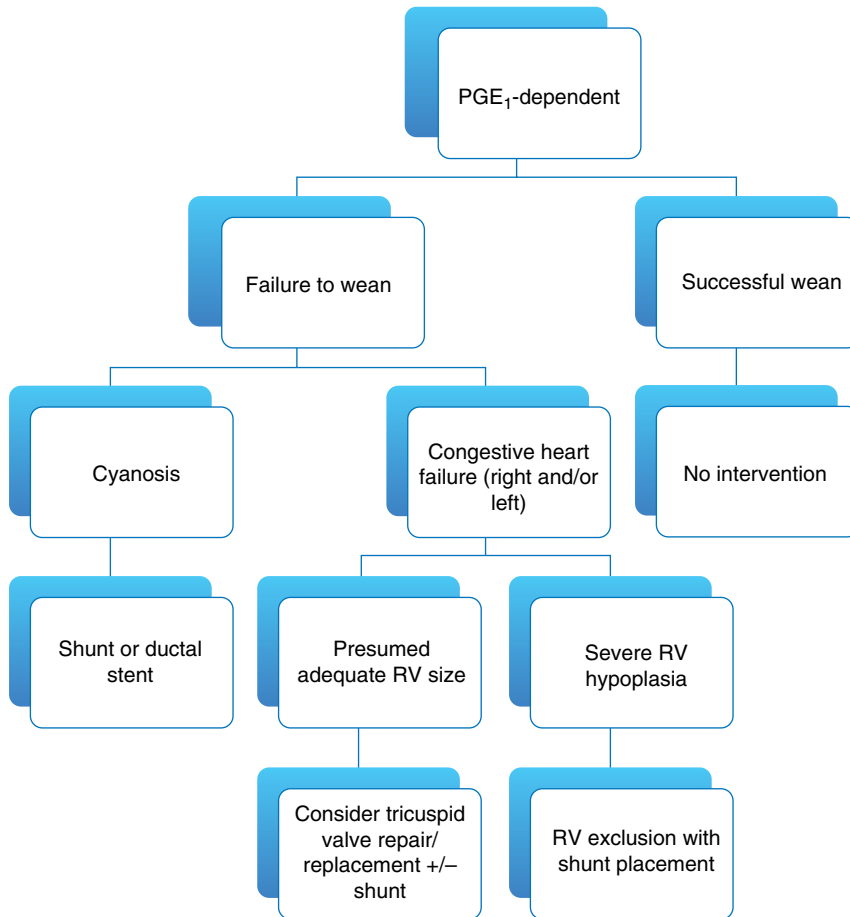 PGE₁-dependent
Failure to wean
Successful wean
Cyanosis
Congestive heart
failure (right and/or
left)
No intervention
Shunt or ductal
stent
Presumed
adequate RV size
Severe RV
hypoplasia
Consider tricuspid
valve repair/
replacement +/–
shunt
RV exclusion with
shunt placement